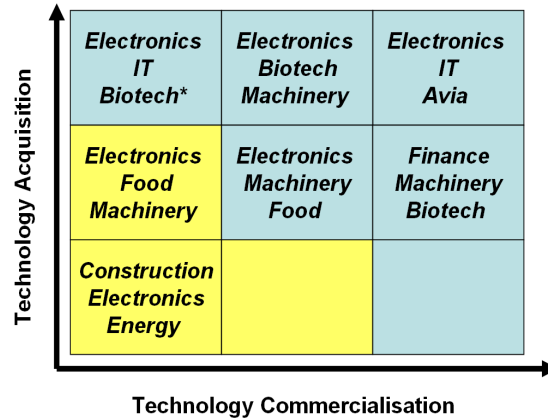 Technology Acquisition
Electronics
IT
Biotech*
Electronics
Biotech
Machinery
Electronics
IT
Avia
Electronics
Food
Machinery
Electronics
Machinery
Food
Finance
Machinery
Biotech
Construction
Electronics
Energy
Technology Commercialisation